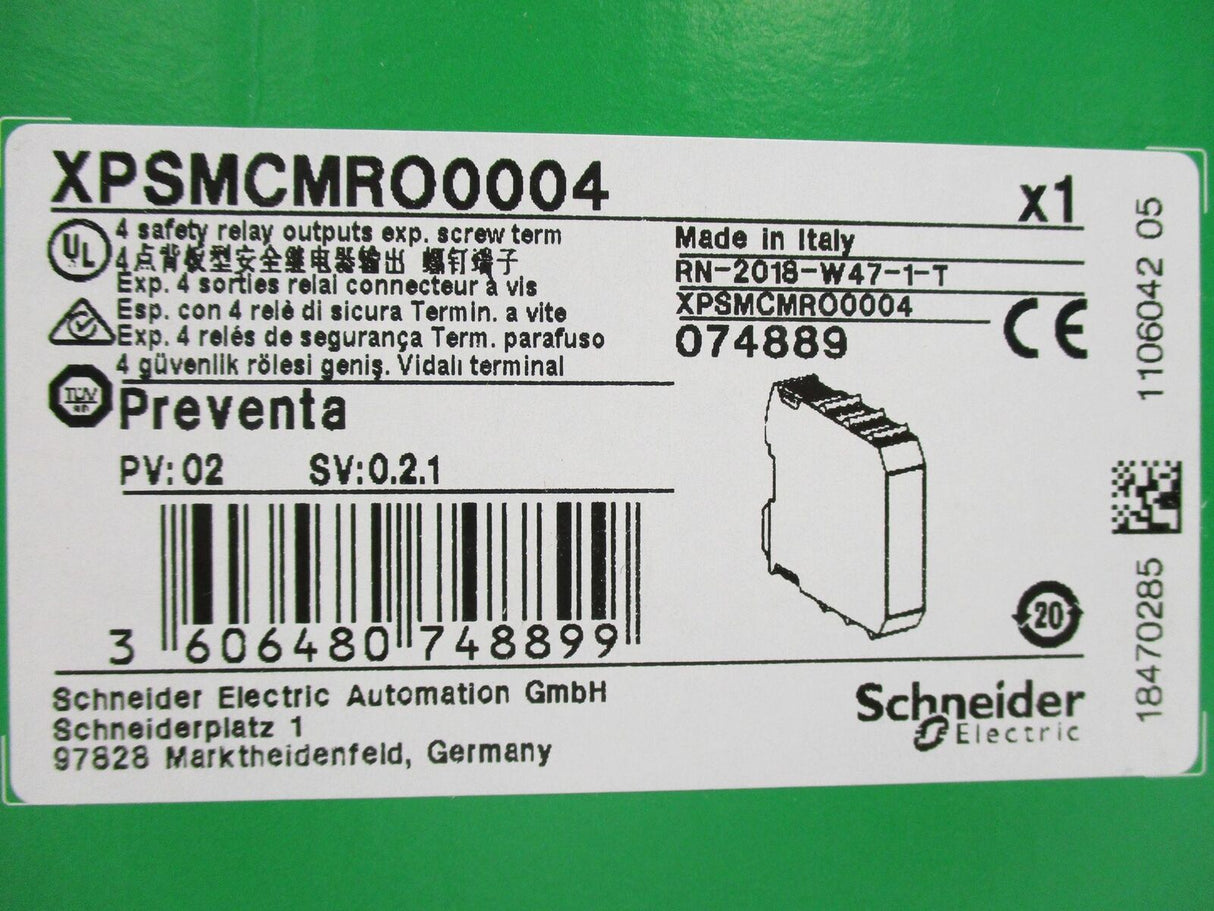 XPSMCMRO0004
x1
UL
4 safety relay outputs exp. screw term
4点背板型安全继电器输出 螺钉端子
Exp. 4 sorties relai connecteur à vis
Esp. con 4 relè di sicura Termin. a vite
Exp. 4 relés de segurança Term. parafuso
4 güvenlik rölesi geniş. Vidalı terminal
TÜV
Preventa
PV: 02 SV:0.2.1
3 606480 748899
Made in Italy
RN-2018-W47-1-T
XPSMCMRO0004
074889
CE
20
Schneider Electric Automation GmbH
Schneiderplatz 1
97828 Marktheidenfeld, Germany
Schneider
Electric
1106042 05
18470285